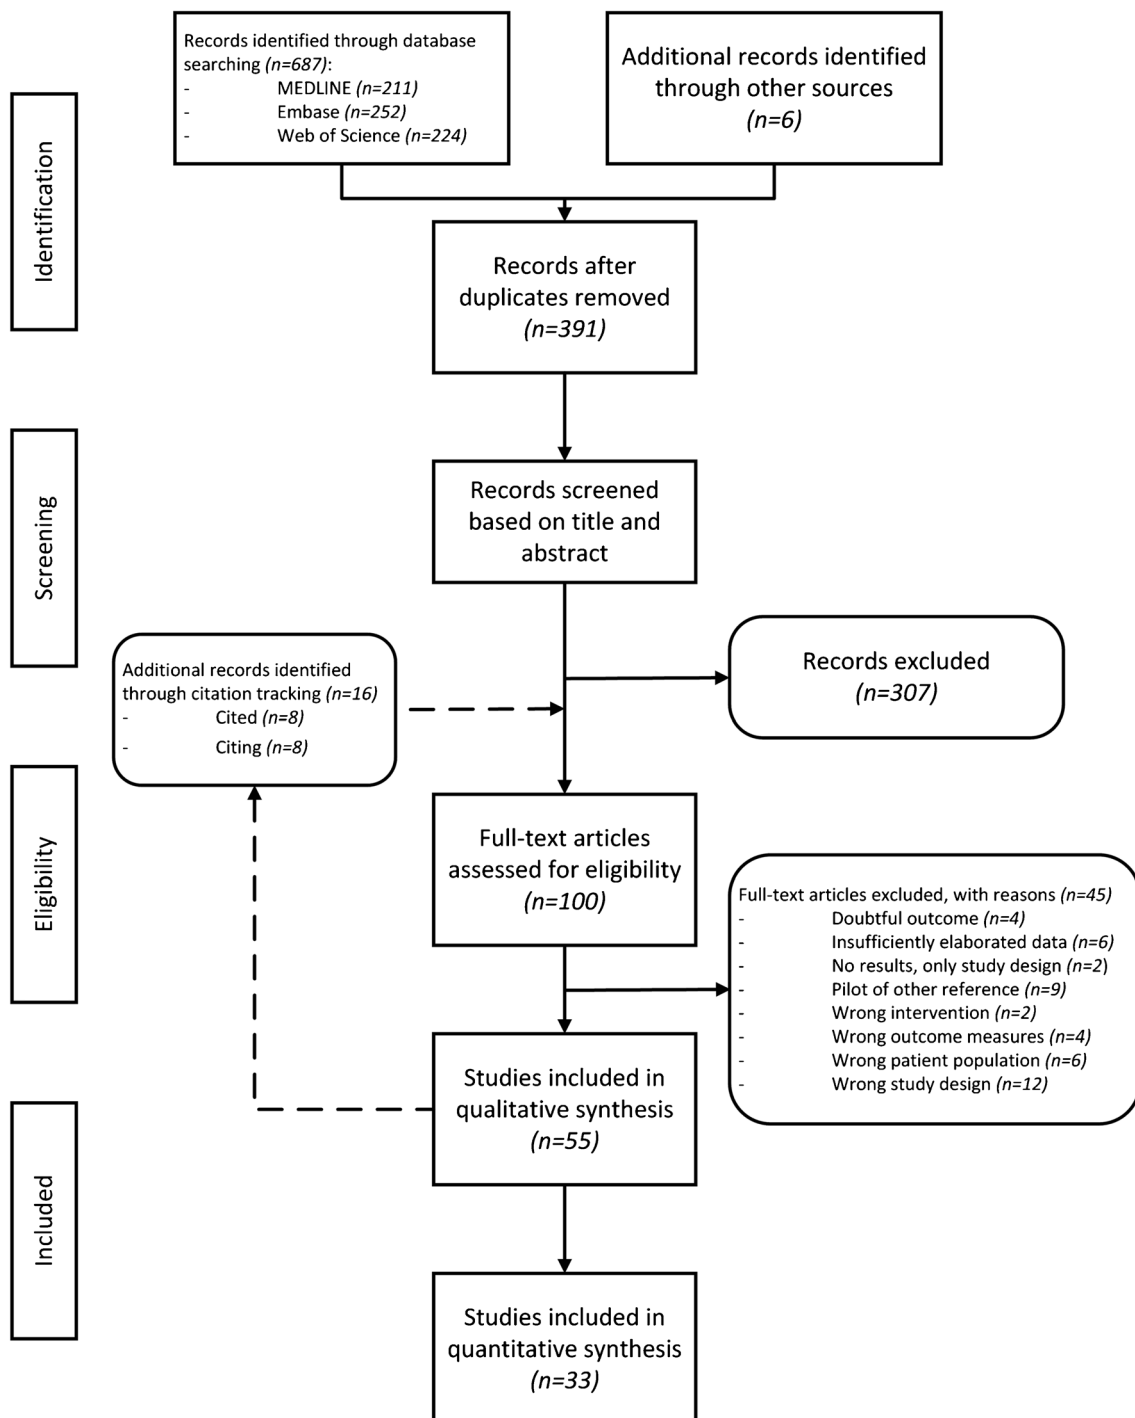 Records identified through database
searching (n=687):
- MEDLINE (n=211)
- Embase (n=252)
- Web of Science (n=224)
Additional records identified
through other sources
(n=6)
Identification
Records after
duplicates removed
(n=391)
Screening
Records screened
based on title and
abstract
Records excluded
(n=307)
Additional records identified
through citation tracking (n=16)
- Cited (n=8)
- Citing (n=8)
Eligibility
Full-text articles
assessed for eligibility
(n=100)
Full-text articles excluded, with reasons (n=45)
- Doubtful outcome (n=4)
- Insufficiently elaborated data (n=6)
- No results, only study design (n=2)
- Pilot of other reference (n=9)
- Wrong intervention (n=2)
- Wrong outcome measures (n=4)
- Wrong patient population (n=6)
- Wrong study design (n=12)
Included
Studies included in
qualitative synthesis
(n=55)
Studies included in
quantitative synthesis
(n=33)